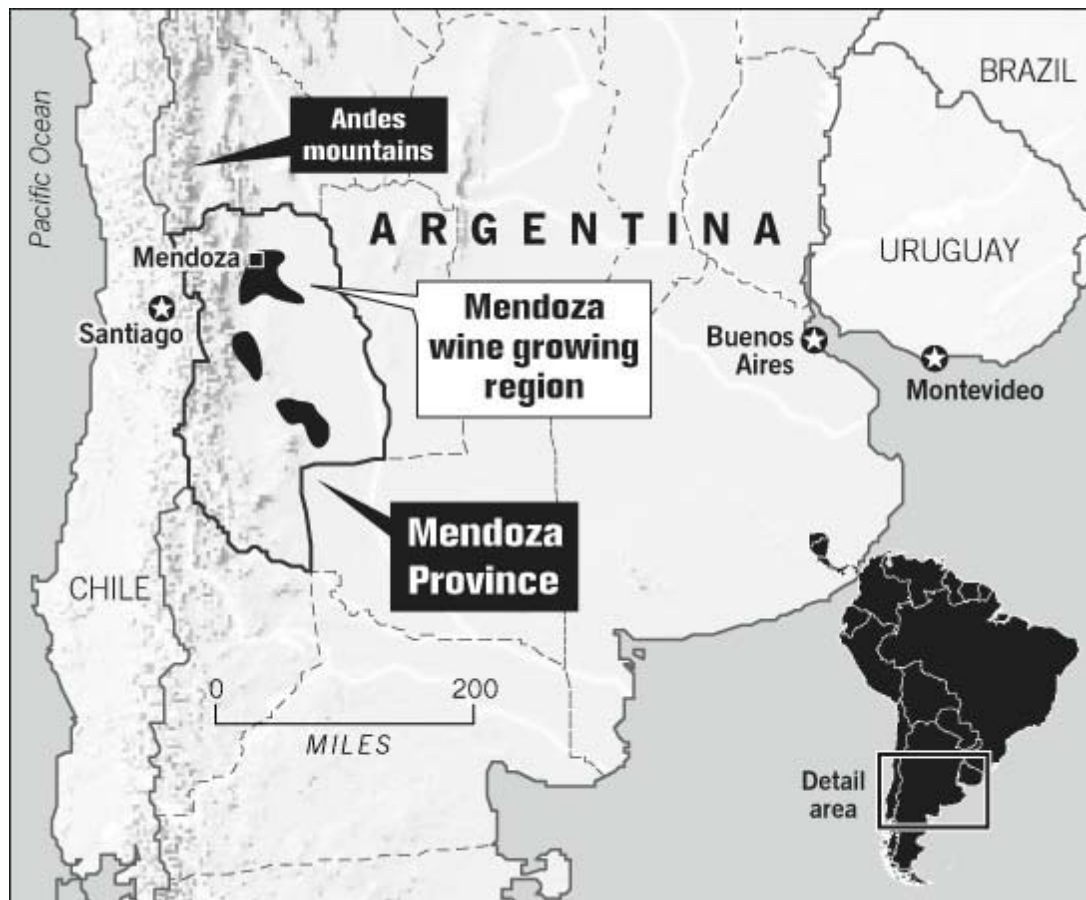 BRAZIL
Andes
mountains
Pacific Ocean
ARGENTINA
URUGUAY
Mendoza
Mendoza
wine growing
region
Santiago
Buenos
Aires
Montevideo
Mendoza
Province
CHILE
0 200
MILES
Detail
area